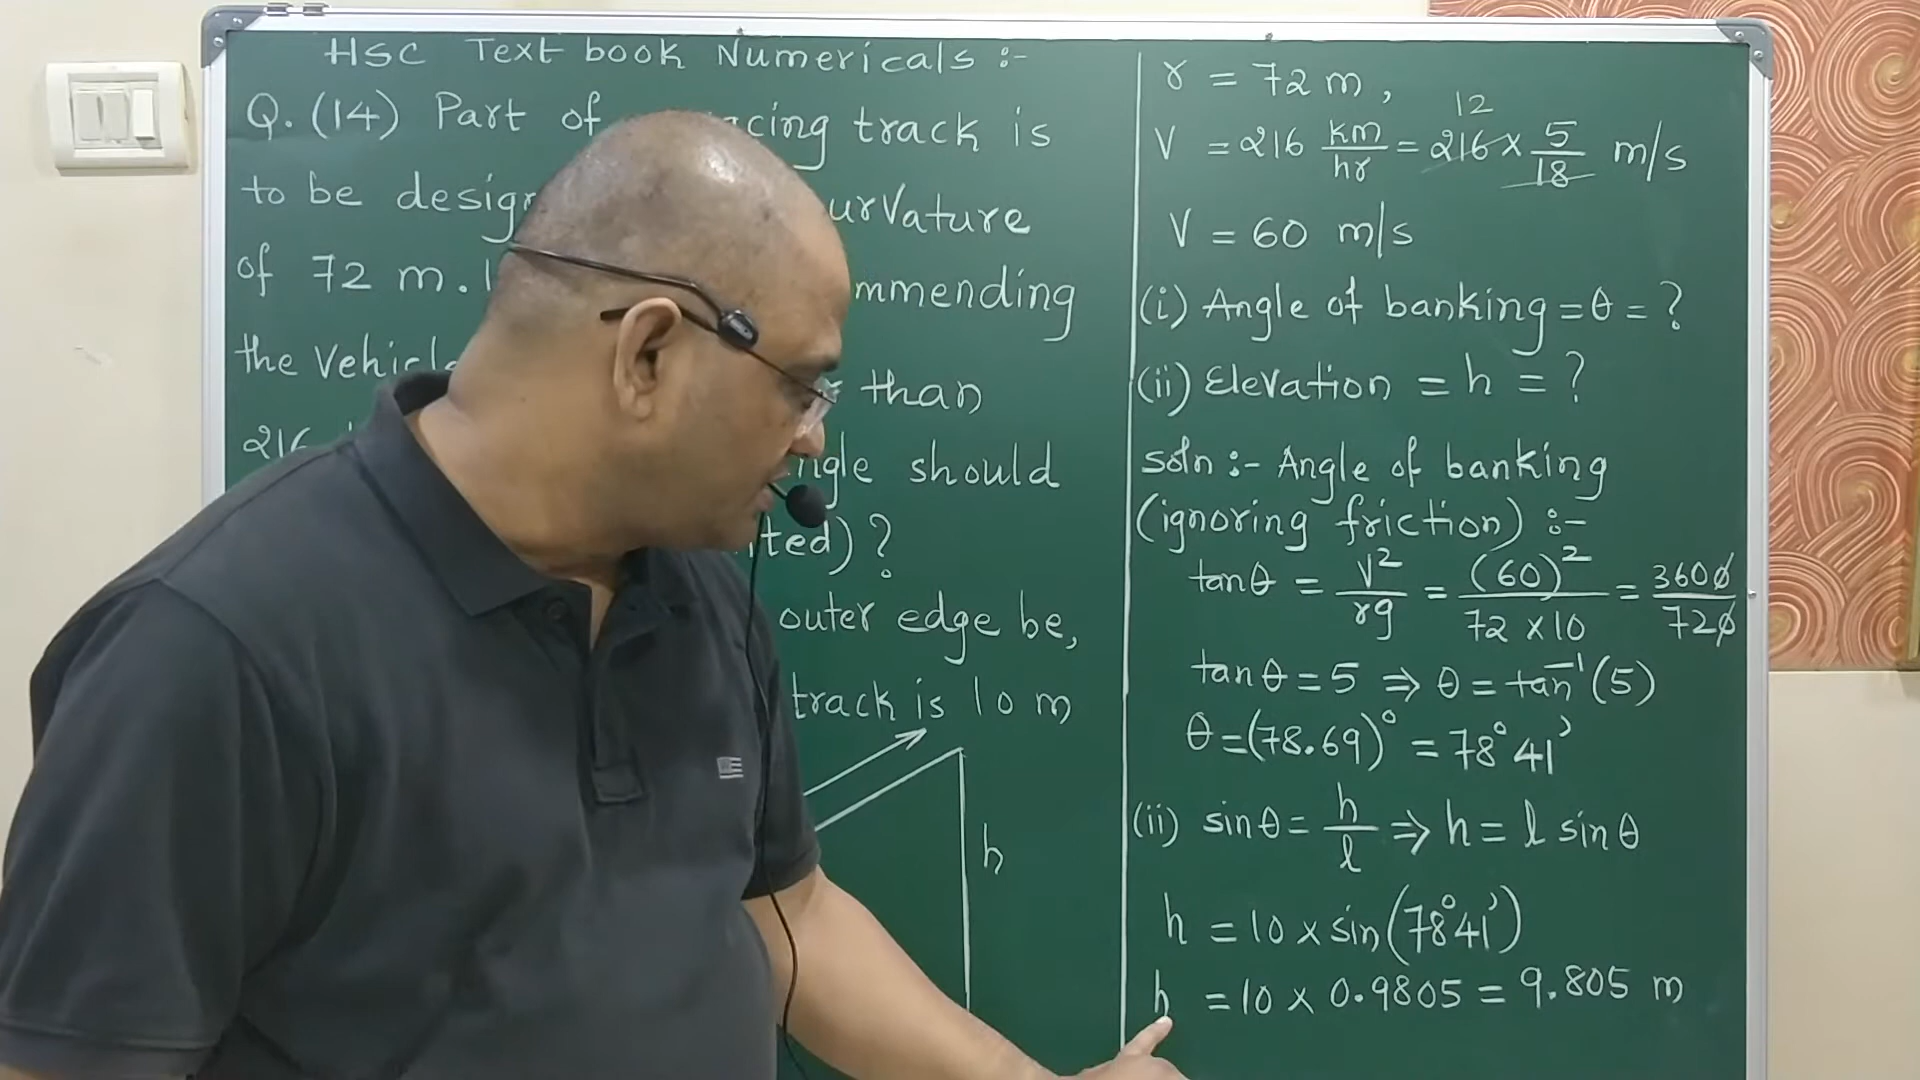 HSC Text book Numericals :-
Q. (14) Part of acing track is
to be design urvature
of 72 m. mmending
the vehicle than
216 ngle should
ited) ?
outer edge be,
track is 10 m
h
r = 72 m ,
12
V = 216 km/hr = 216 × 5/18 m/s
V = 60 m/s
(i) Angle of banking = θ = ?
(ii) Elevation = h = ?
soln :- Angle of banking
(ignoring friction) :-
tanθ = V²/rg = (60)²/72 × 10 = 3600/720
tanθ = 5 ⇒ θ = tan⁻¹(5)
θ = (78.69)° = 78°41'
(ii) sinθ = h/l ⇒ h = l sinθ
h = 10 × sin(78°41')
h = 10 × 0.9805 = 9.805 m